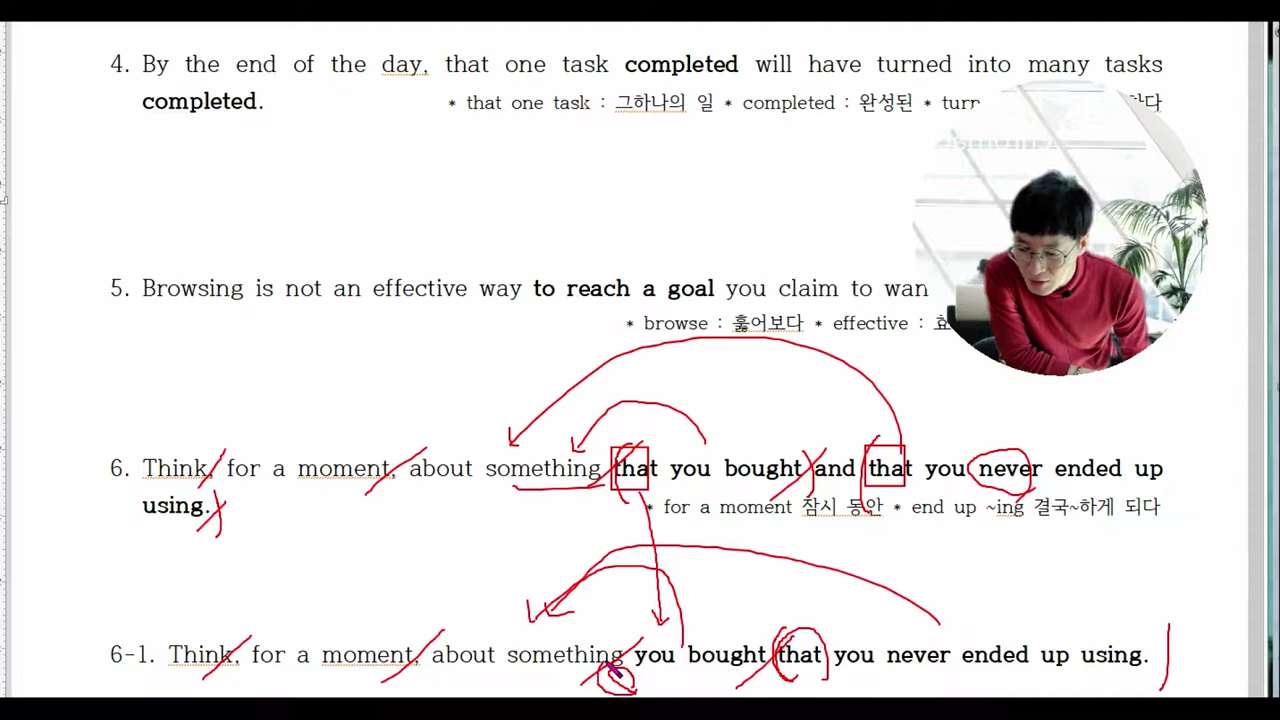 4. By the end of the day, that one task completed will have turned into many tasks
completed.
* that one task : 그하나의 일 * completed : 완성된 * turn
5. Browsing is not an effective way to reach a goal you claim to wan
* browse : 훑어보다 * effective : 효
6. Think, for a moment, about something that you bought and that you never ended up
using.
* for a moment 잠시 동안 * end up ~ing 결국~하게 되다
6-1. Think, for a moment, about something you bought that you never ended up using.